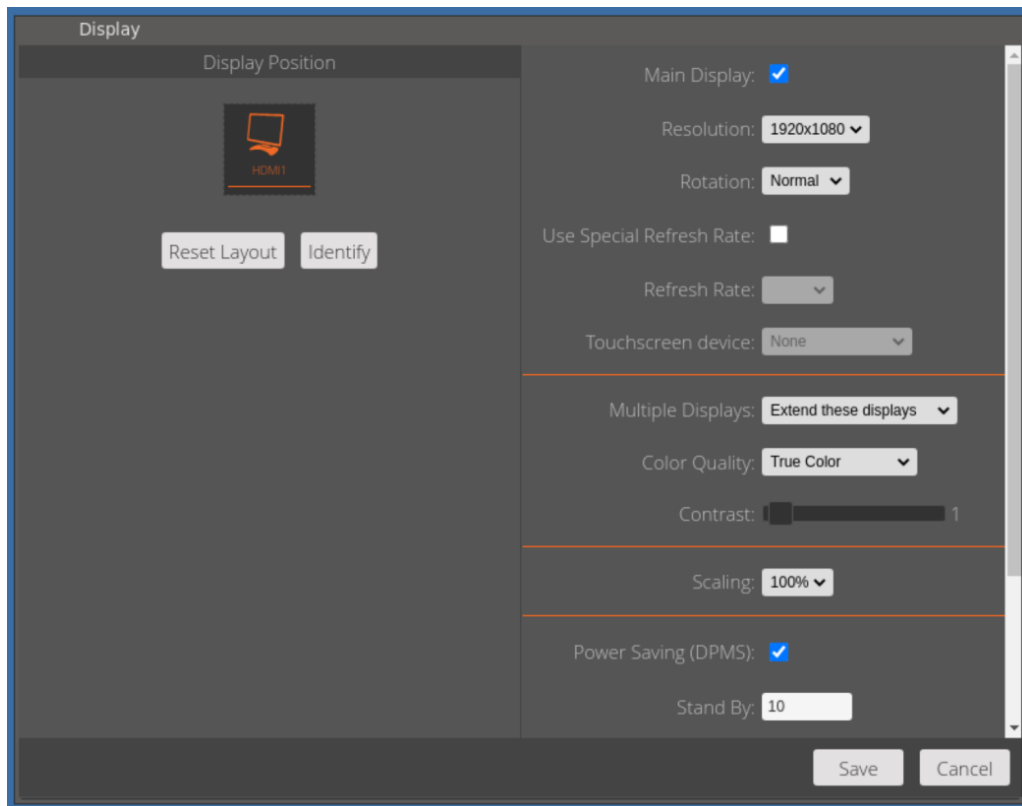 Display
Display Position
HDMI1
Reset Layout Identify
Main Display:
Resolution: 1920x1080
Rotation: Normal
Use Special Refresh Rate:
Refresh Rate:
Touchscreen device: None
Multiple Displays: Extend these displays
Color Quality: True Color
Contrast: 1
Scaling: 100%
Power Saving (DPMS):
Stand By: 10
Save Cancel